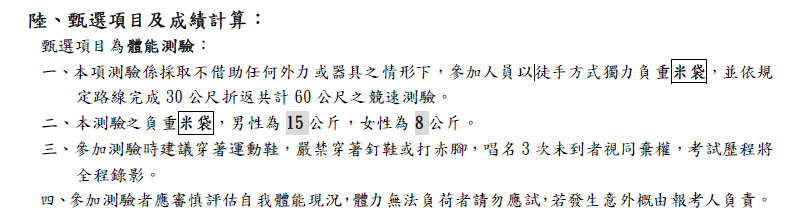 陸、甄選項目及成績計算：
甄選項目為體能測驗：
一、本項測驗係採取不借助任何外力或器具之情形下，參加人員以徒手方式獨力負重米袋，並依規
定路線完成 30 公尺折返共計 60 公尺之競速測驗。
二、本測驗之負重米袋，男性為 15 公斤，女性為 8 公斤。
三、參加測驗時建議穿著運動鞋，嚴禁穿著釘鞋或打赤腳，唱名 3 次未到者視同棄權，考試歷程將
全程錄影。
四、參加測驗者應審慎評估自我體能現況，體力無法負荷者請勿應試，若發生意外概由報考人負責。